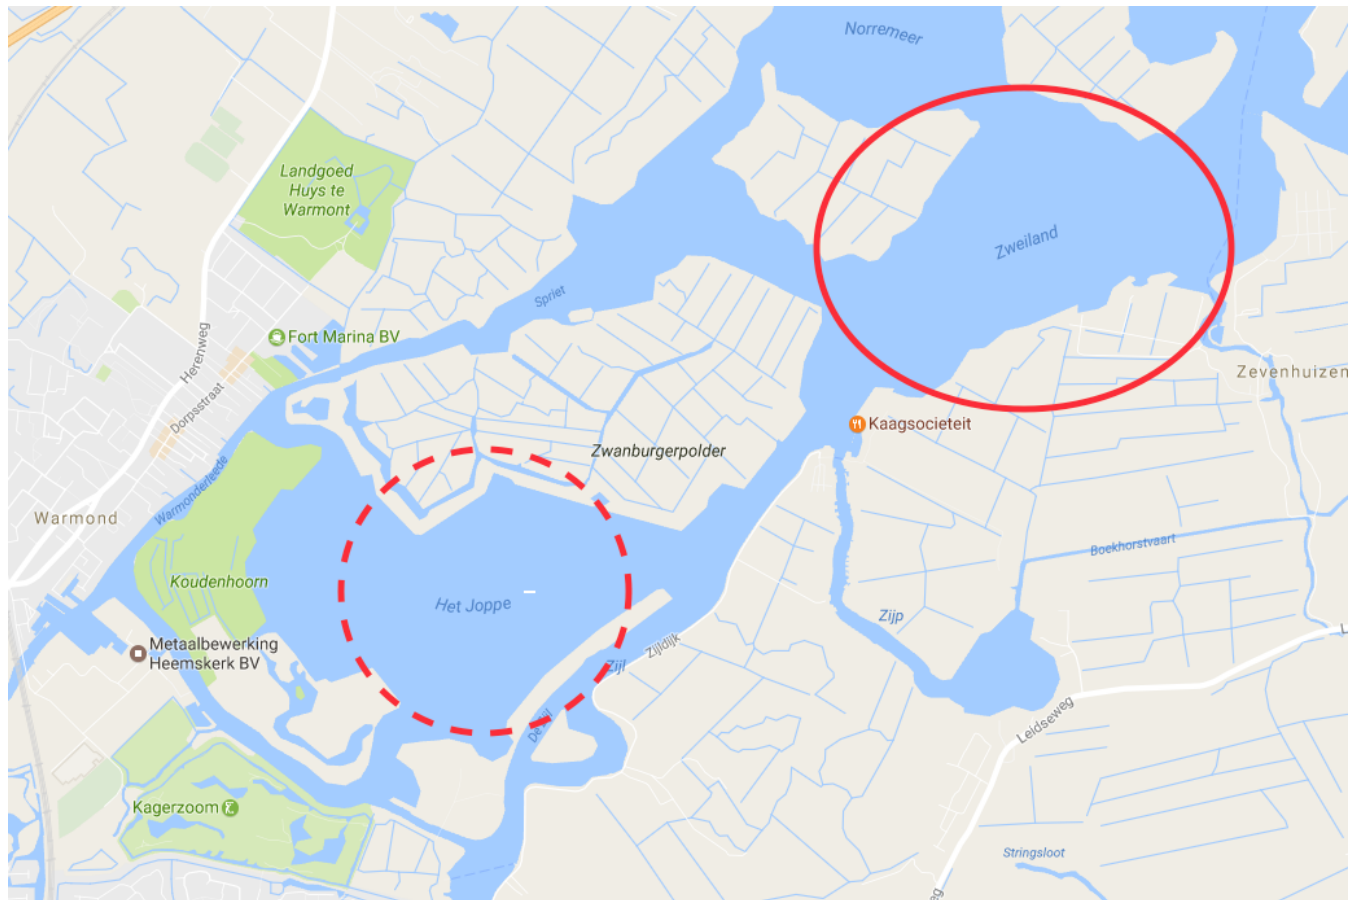 Norremeer
Landgoed
Huys te
Warmont
Zweiland
Spriet
Fort Marina BV
Herenweg
Dorpsstraat
Zevenhuizen
Kaagsocieteit
Zwanburgerpolder
Warmonderleede
Warmond
Boekhorstvaart
Koudenhoorn
Het Joppe
Zijp
Metaalbewerking
Heemskerk BV
Zijldijk
Zijl
De Zijl
Leidseweg
Kagerzoom
Stringsloot